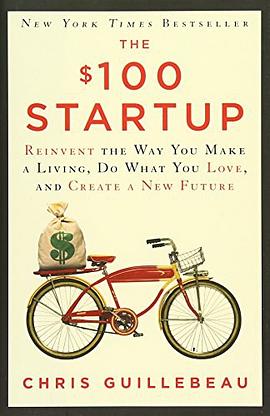 NEW YORK TIMES BESTSELLER
THE
$100
STARTUP
REINVENT THE WAY YOU MAKE
A LIVING, DO WHAT YOU LOVE,
AND CREATE A NEW FUTURE
$
CHRIS GUILLEBEAU